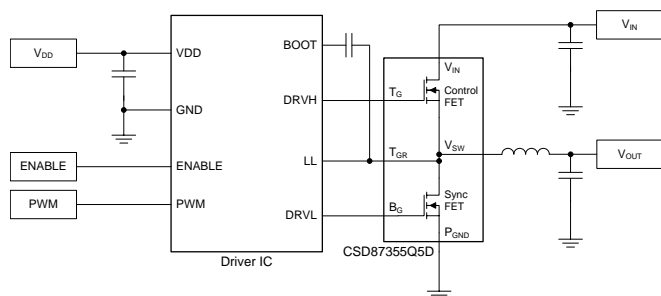 VDD
ENABLE
PWM
VDD
GND
ENABLE
PWM
BOOT
DRVH
LL
DRVL
Driver IC
TG
TGR
BG
VIN
Control
FET
VSW
Sync
FET
PGND
CSD87355Q5D
VIN
VOUT